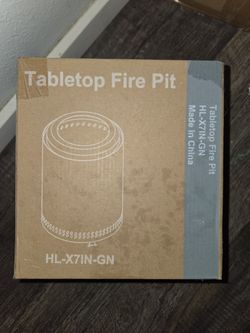 Tabletop Fire Pit
HL-X7IN-GN
Tabletop Fire Pit
HL-X7IN-GN
Made in China